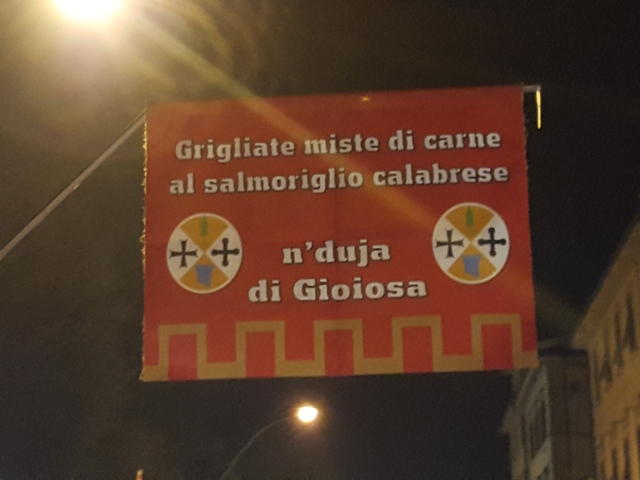 Grigliate miste di carne
al salmoriglio calabrese
n'duja
di Gioiosa